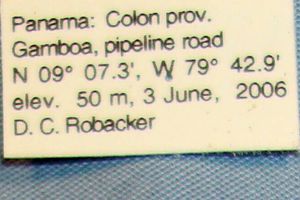 Panama: Colon prov.
Gamboa, pipeline road
N 09° 07.3', W 79° 42.9'
elev. 50 m, 3 June, 2006
D. C. Robacker